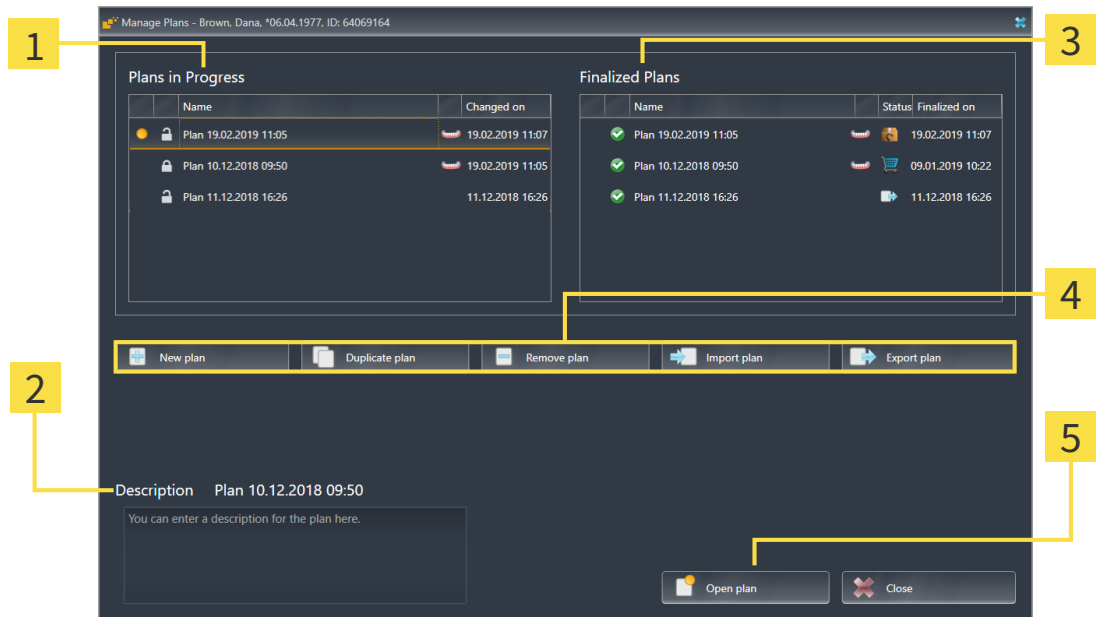 Manage Plans - Brown, Dana, *06.04.1977, ID: 64069164
1
3
Plans in Progress
Name Changed on
Plan 19.02.2019 11:05 19.02.2019 11:07
Plan 10.12.2018 09:50 19.02.2019 11:05
Plan 11.12.2018 16:26 11.12.2018 16:26
Finalized Plans
Name Status Finalized on
Plan 19.02.2019 11:05 19.02.2019 11:07
Plan 10.12.2018 09:50 09.01.2019 10:22
Plan 11.12.2018 16:26 11.12.2018 16:26
4
New plan Duplicate plan Remove plan Import plan Export plan
2
5
Description Plan 10.12.2018 09:50
You can enter a description for the plan here.
Open plan Close